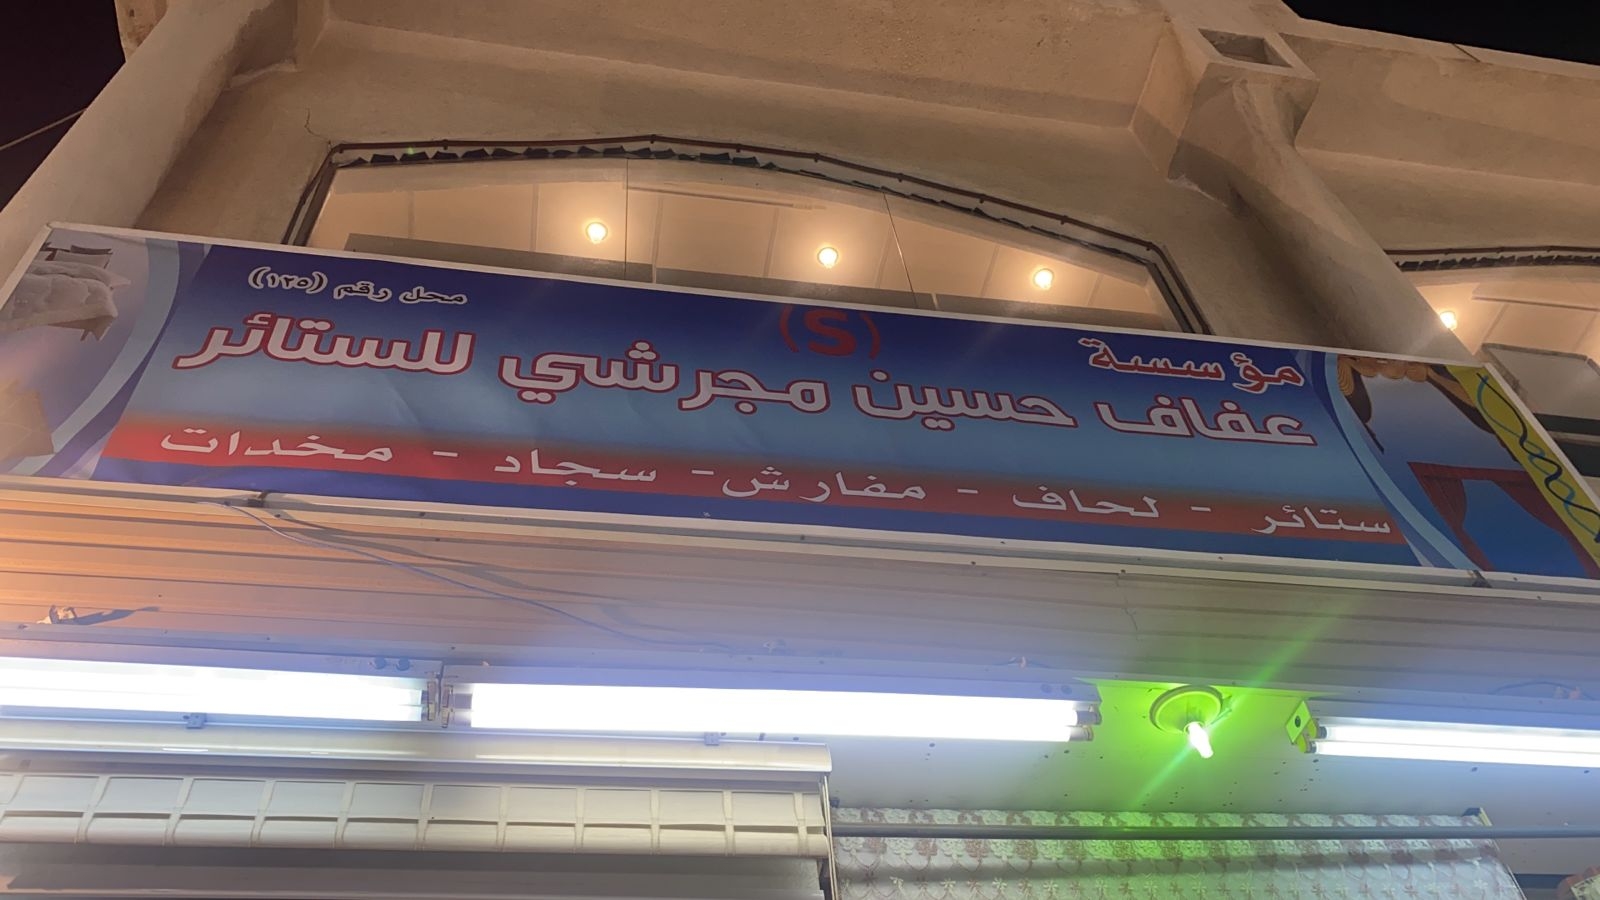 محل رقم (١٢٥)
(S)
مؤسسة
عفاف حسين مجرشي للستائر
ستائر - لحاف - مفارش - سجاد - مخدات